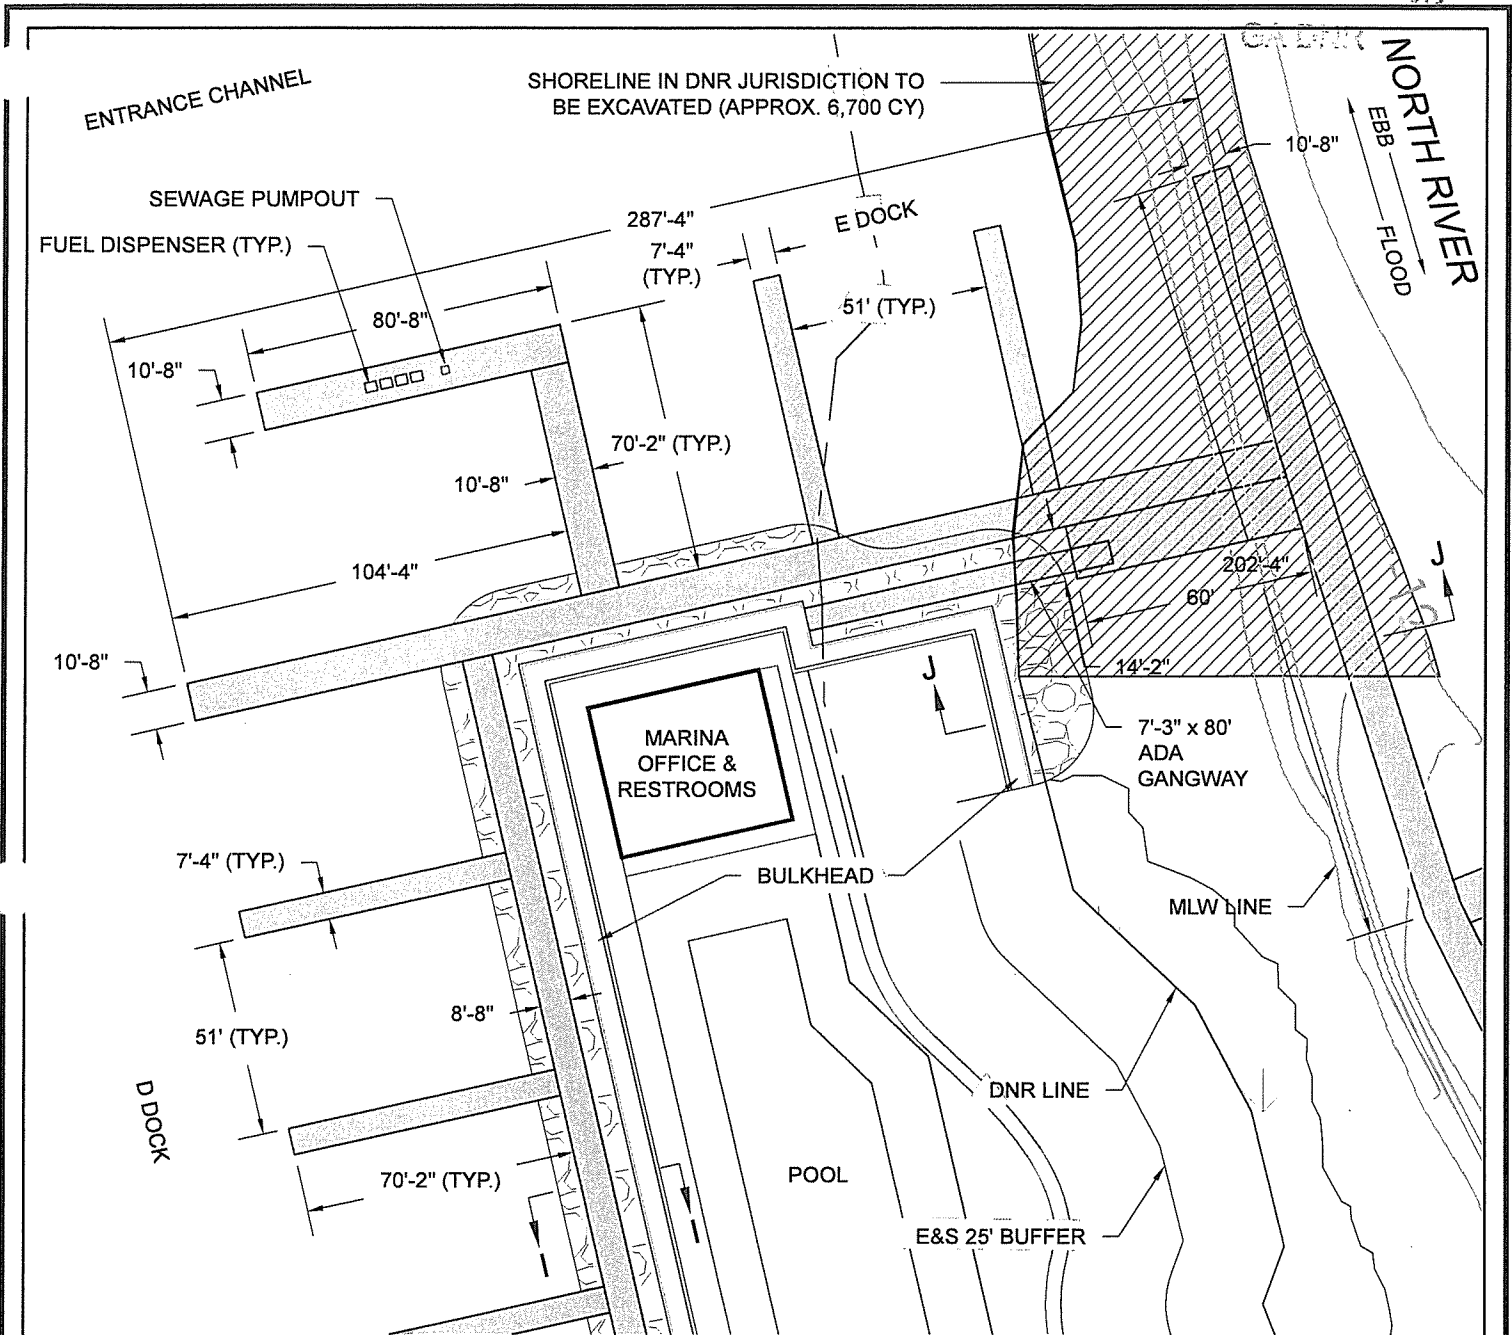 GA DNR
ENTRANCE CHANNEL
SHORELINE IN DNR JURISDICTION TO
BE EXCAVATED (APPROX. 6,700 CY)
NORTH RIVER
EBB
FLOOD
10'-8"
SEWAGE PUMPOUT
FUEL DISPENSER (TYP.)
287'-4"
E DOCK
7'-4"
(TYP.)
51' (TYP.)
80'-8"
10'-8"
70'-2" (TYP.)
10'-8"
104'-4"
202'-4"
J
60'
10'-8"
14'-2"
J
7'-3" x 80'
ADA
GANGWAY
MARINA
OFFICE &
RESTROOMS
7'-4" (TYP.)
BULKHEAD
MLW LINE
8'-8"
51' (TYP.)
D DOCK
DNR LINE
70'-2" (TYP.)
POOL
I
I
E&S 25' BUFFER